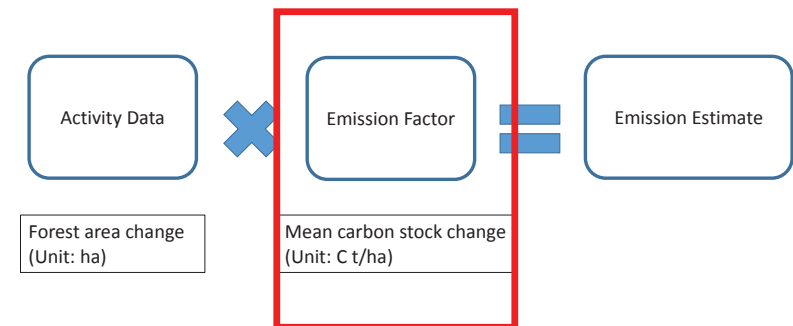 Activity Data
Emission Factor
Emission Estimate
Forest area change
(Unit: ha)
Mean carbon stock change
(Unit: C t/ha)